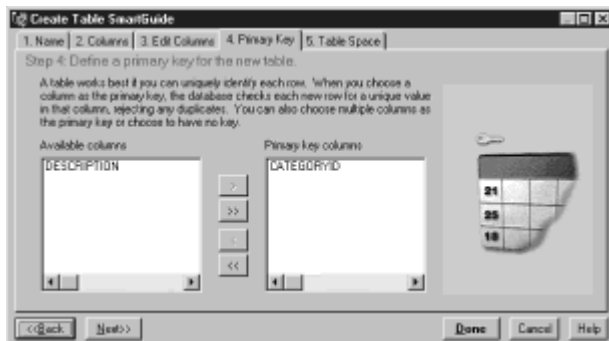 Create Table SmartGuide
1. Name 2. Columns 3. Edit Columns 4. Primary Key 5. Table Space
Step 4: Define a primary key for the new table.
A table works best if you can uniquely identify each row. When you choose a
column as the primary key, the database checks each new row for a unique value
in that column, rejecting any duplicates. You can also choose multiple columns as
the primary key or choose to have no key.
Available columns Primary key columns
DESCRIPTION CATEGORYID
>
>>
<
<<
21
25
18
<<Back Next>> Done Cancel Help